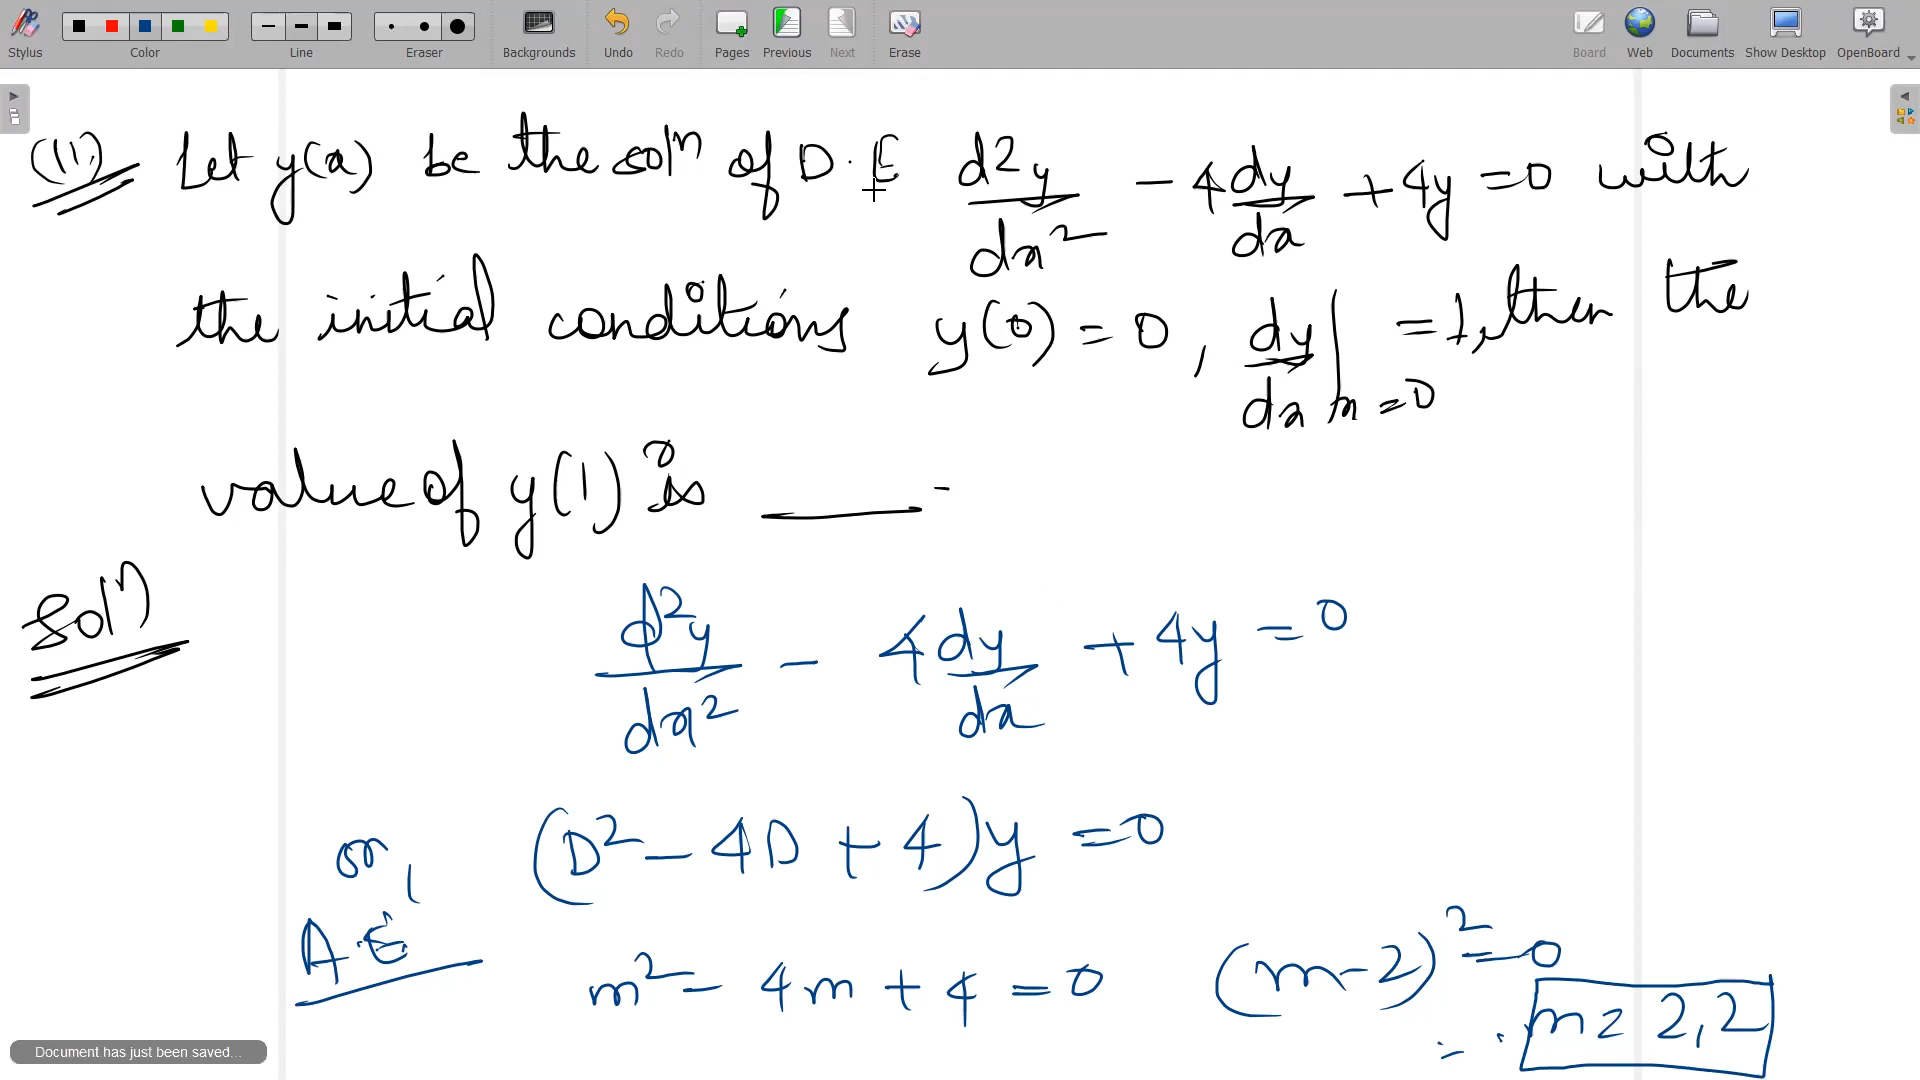 Stylus Color Line Eraser Backgrounds Undo Redo Pages Previous Next Erase Board Web Documents Show Desktop OpenBoard
(11) Let y(x) be the solⁿ of D.E d²y/dx² - 4dy/dx + 4y = 0 with
the initial conditions y(0) = 0, dy/dx|x=0 = 1, then the
value of y(1) is ____.
Solⁿ
d²y/dx² - 4dy/dx + 4y = 0
or, (D² - 4D + 4)y = 0
A.E m² - 4m + 4 = 0 (m-2)² = 0
m = 2,2
Document has just been saved...